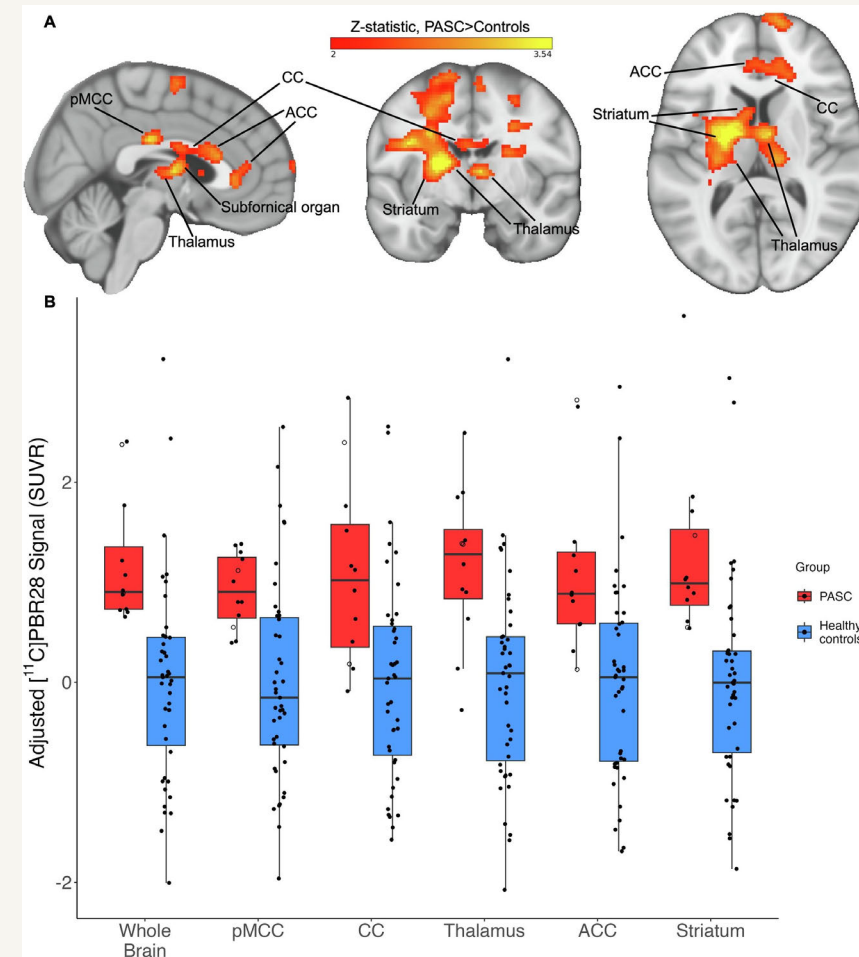 A
Z-statistic, PASC>Controls
2
3.54
pMCC
CC
ACC
Subfornical organ
Thalamus
Striatum
Thalamus
ACC
Striatum
CC
Thalamus
B
Adjusted [¹¹C]PBR28 Signal (SUVR)
2
0
-2
Whole
Brain
pMCC
CC
Thalamus
ACC
Striatum
Group
PASC
Healthy
controls